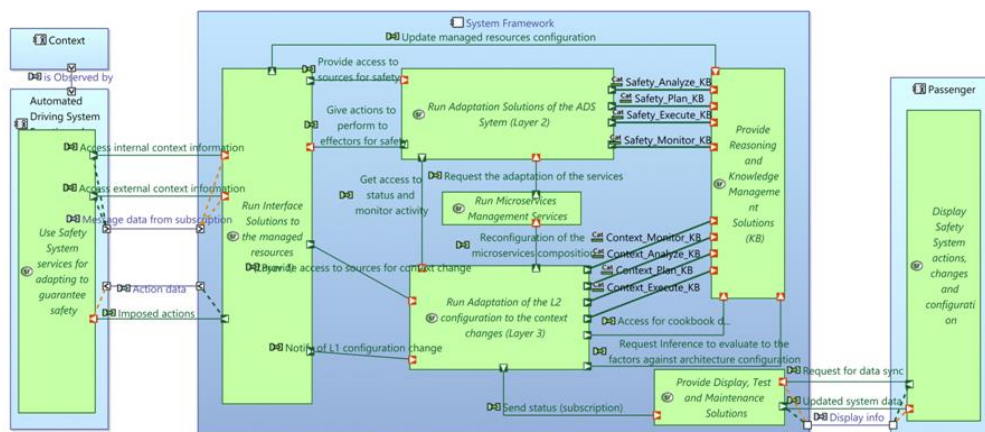 System Framework
Context
Update managed resources configuration
is Observed by
Provide access to
sources for safety
Safety_Analyze_KB
Safety_Plan_KB
Safety_Execute_KB
Safety_Monitor_KB
Passenger
Automated
Driving System
Run Adaptation Solutions of the ADS
Sytem (Layer 2)
Give actions to
perform to
effectors for safety
Provide
Reasoning
and
Knowledge
Manageme
nt
Solutions
(KB)
Access internal context information
Access external context information
Message data from subscription
Get access to
status and
monitor activity
Request the adaptation of the services
Run Microservices
Management Services
Use Safety
System
services for
adapting to
guarantee
safety
Run Interface
Solutions to
the managed
resources
Reconfiguration of the
microservices composition
Context_Monitor_KB
Context_Analyze_KB
Context_Plan_KB
Context_Execute_KB
Display
Safety
System
actions,
changes
and
configurati
on
access to sources for context change
Action data
Imposed actions
Run Adaptation of the L2
configuration to the context
changes (Layer 3)
Access for cookbook d...
Notify of L1 configuration change
Request Inference to evaluate to the
factors against architecture configuration
Provide Display, Test
and Maintenance
Solutions
Request for data sync
Updated system data
Display info
Send status (subscription)